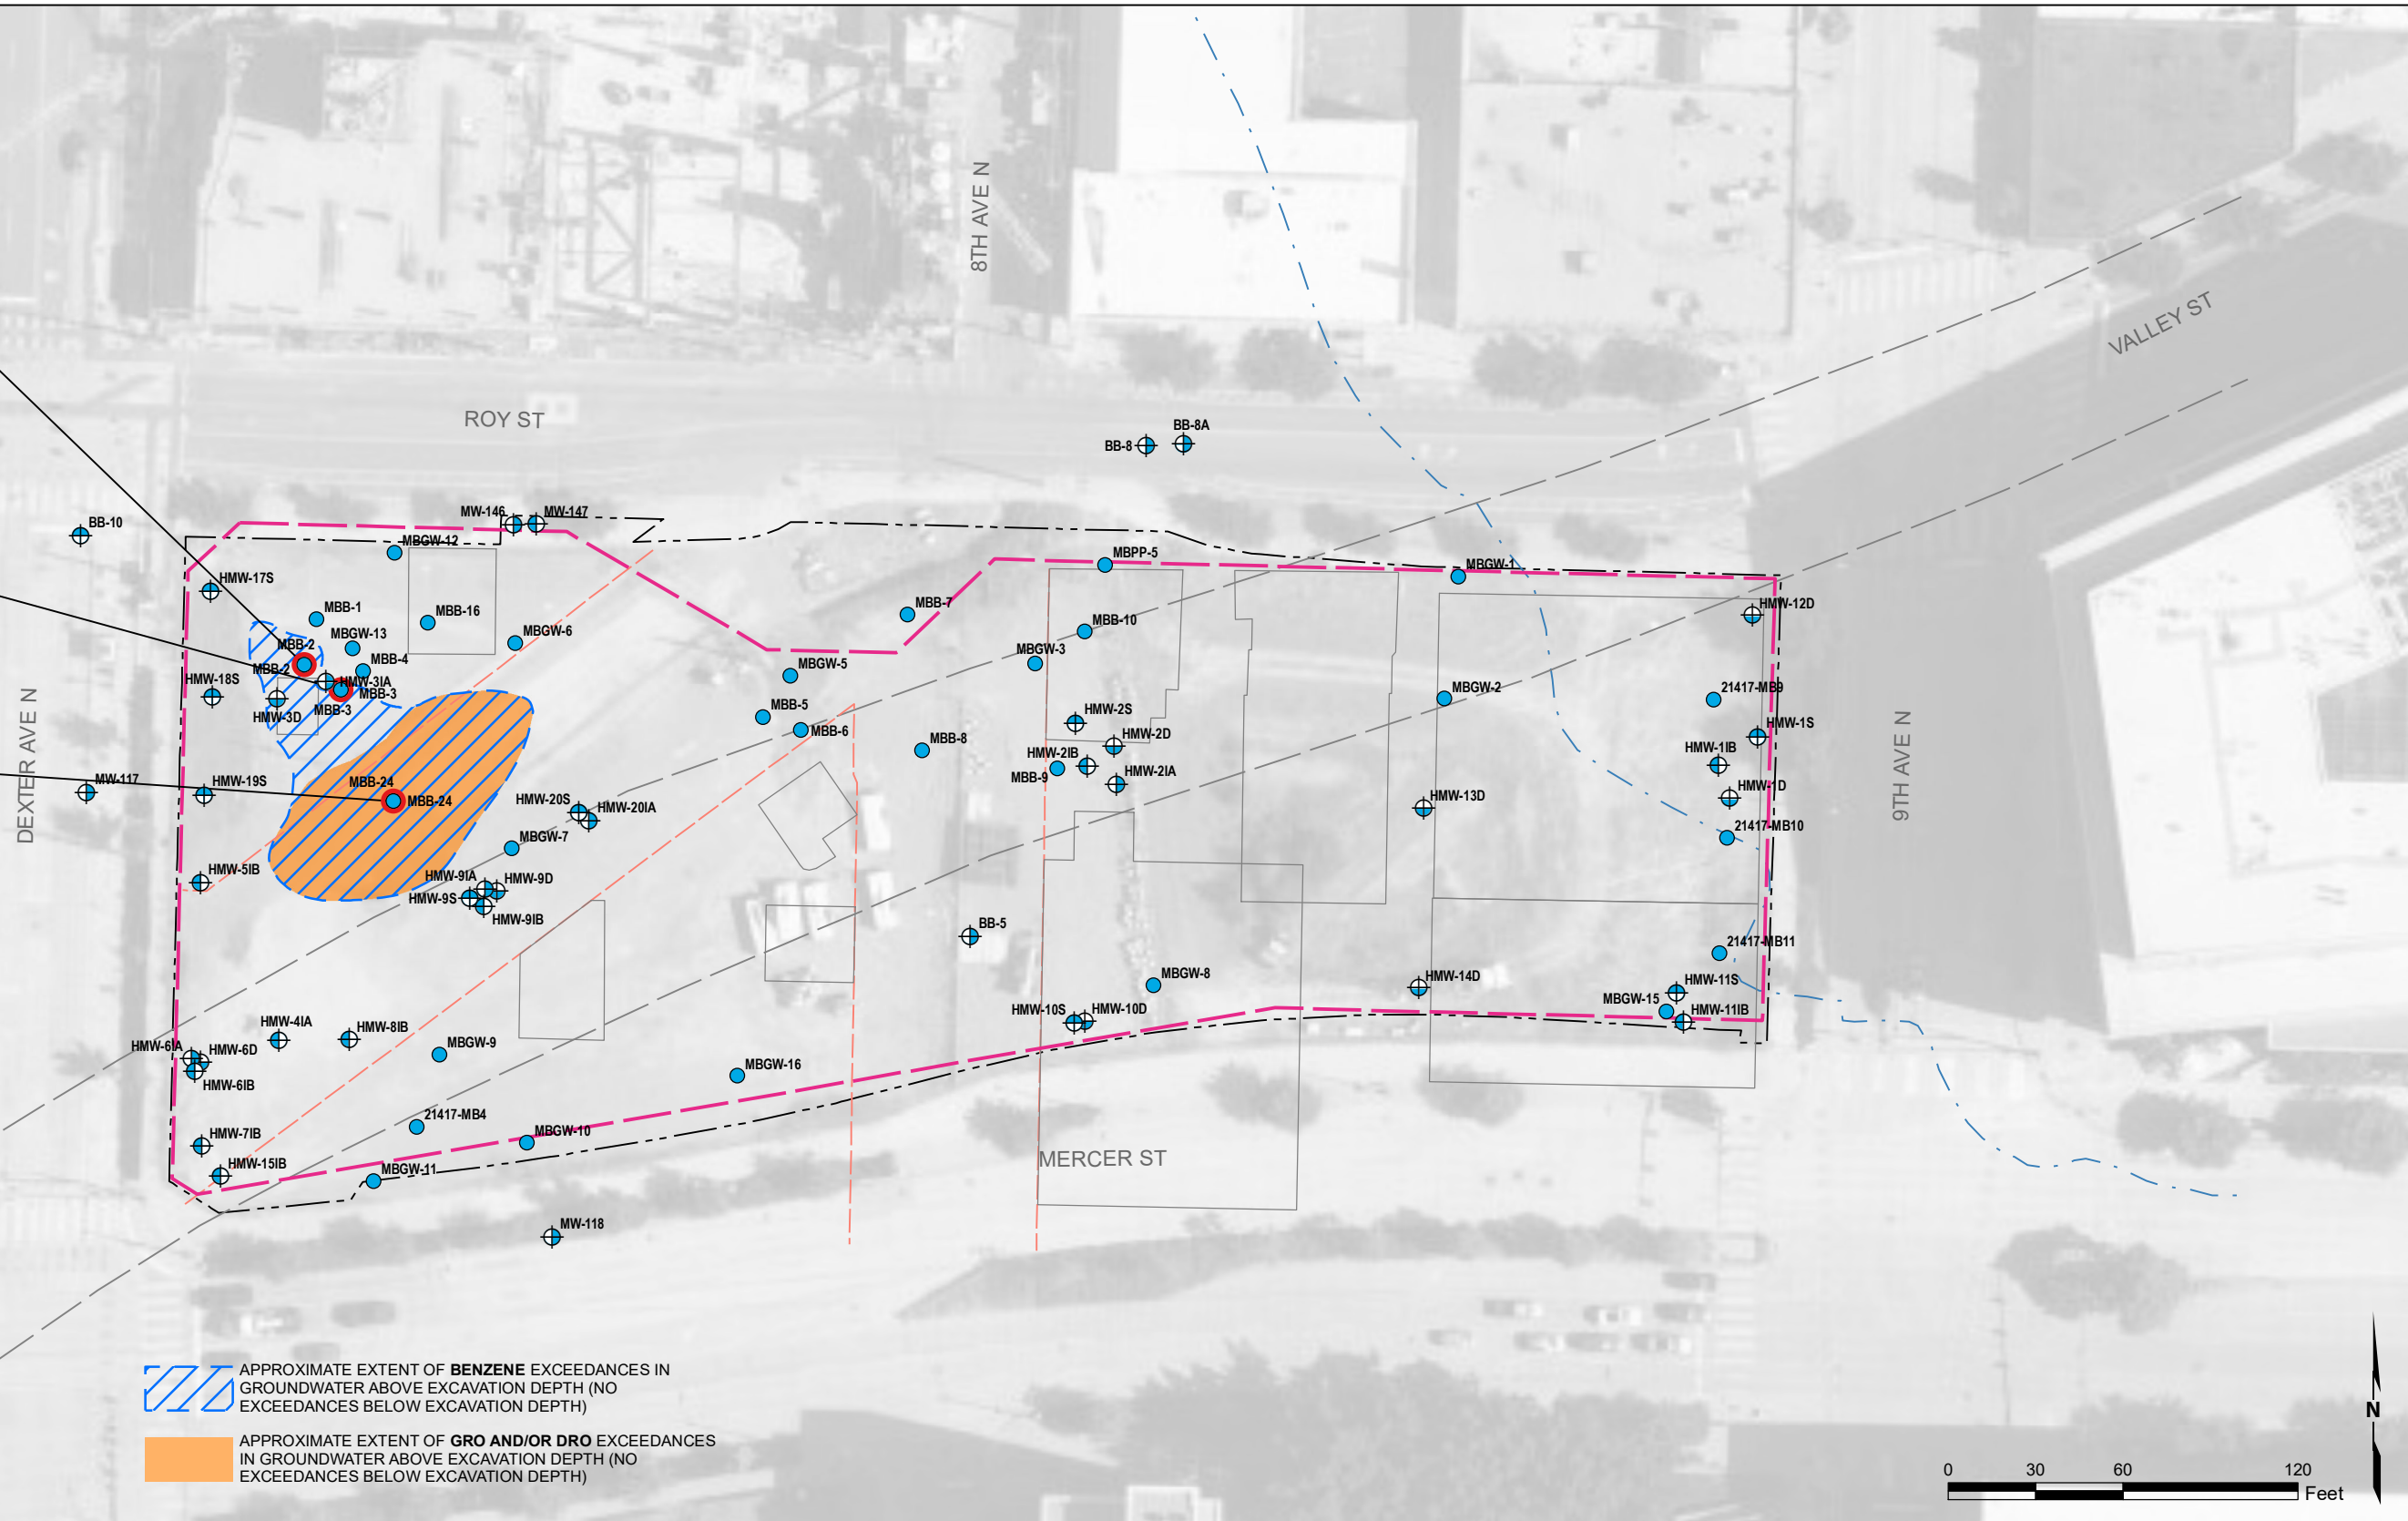 8TH AVE N
VALLEY ST
ROY ST
BB-8A
BB-8
BB-10
MW-146
MW-147
MBGW-12
MBPP-5
MBGW-1
HMW-17S
MBB-1
MBB-16
MBB-7
HMW-12D
MBGW-13
MBGW-6
MBB-10
MBB-2
MBB-4
MBGW-3
MBB-2
MBGW-5
HMW-18S
HMW-3IA
MBB-3
MBGW-2
21417-MB9
HMW-3D
MBB-3
MBB-5
HMW-2S
MBB-6
MBB-8
HMW-2D
HMW-1S
HMW-2IB
HMW-1IB
MBB-9
HMW-2IA
DEXTER AVE N
9TH AVE N
MW-117
HMW-19S
MBB-24
MBB-24
HMW-20S
HMW-20IA
HMW-13D
HMW-1D
21417-MB10
MBGW-7
HMW-5IB
HMW-9IA
HMW-9D
HMW-9S
HMW-9IB
BB-5
21417-MB11
MBGW-8
HMW-14D
HMW-11S
MBGW-15
HMW-11IB
HMW-10S
HMW-10D
HMW-4IA
HMW-8IB
HMW-6IA
HMW-6D
MBGW-9
HMW-6IB
MBGW-16
21417-MB4
HMW-7IB
MBGW-10
HMW-15IB
MBGW-11
MERCER ST
MW-118
APPROXIMATE EXTENT OF BENZENE EXCEEDANCES IN
GROUNDWATER ABOVE EXCAVATION DEPTH (NO
EXCEEDANCES BELOW EXCAVATION DEPTH)
APPROXIMATE EXTENT OF GRO AND/OR DRO EXCEEDANCES
IN GROUNDWATER ABOVE EXCAVATION DEPTH (NO
EXCEEDANCES BELOW EXCAVATION DEPTH)
N
0 30 60 120
Feet